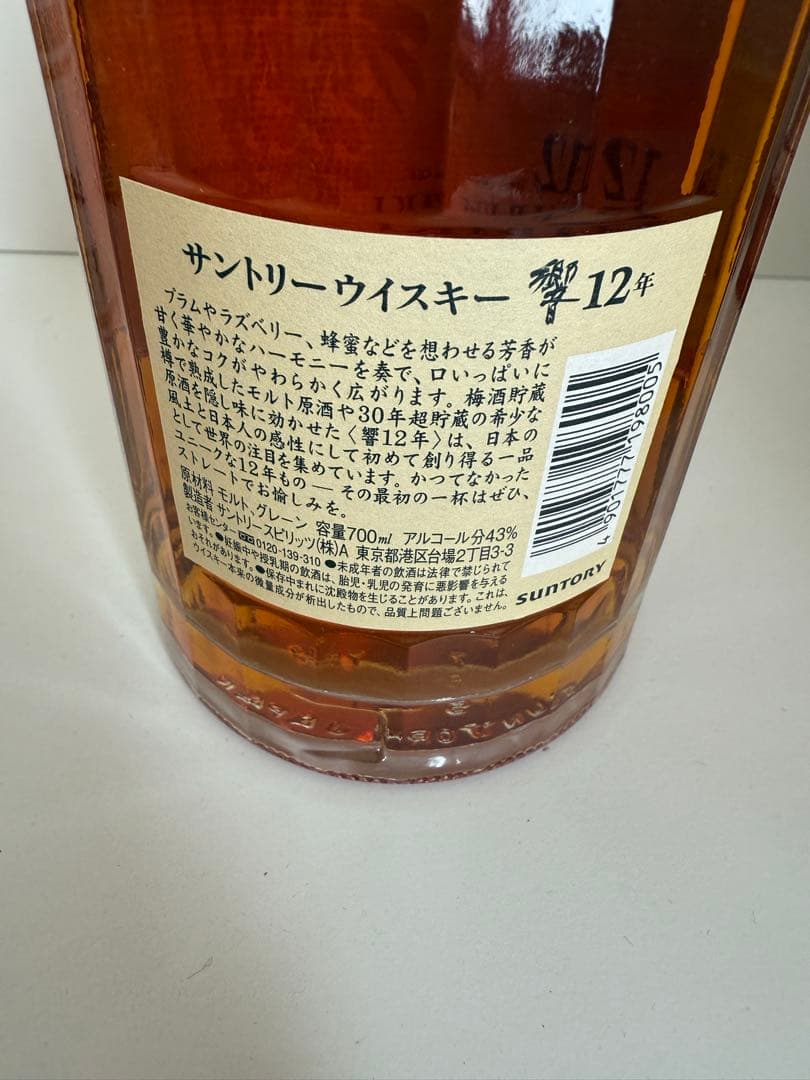 サントリーウイスキー 響 12年
プラムやラズベリー、蜂蜜などを想わせる芳香が
甘く華やかなハーモニーを奏で、口いっぱいに
豊かなコクがやわらかく広がります。梅酒貯蔵
樽で熟成したモルト原酒や30年超貯蔵の希少な
原酒を隠し味に効かせた〈響12年〉は、日本の
風土と日本人の感性にして初めて創り得る一品
として世界の注目を集めています。かつてなかった
ユニークな12年もの ― その最初の一杯はぜひ、
ストレートでお愉しみを。
原材料 モルト、グレーン 容量700ml アルコール分43%
製造者 サントリースピリッツ(株)A 東京都港区台場2丁目3-3
お客様センター 0120-139-310 ●未成年者の飲酒は法律で禁じられて
います。●妊娠中や授乳期の飲酒は、胎児・乳児の発育に悪影響を与える
おそれがあります。●保存中まれに沈殿物を生じることがあります。これは、
ウイスキー本来の微量成分が析出したもので、品質上問題ございません。
4901777198005
SUNTORY